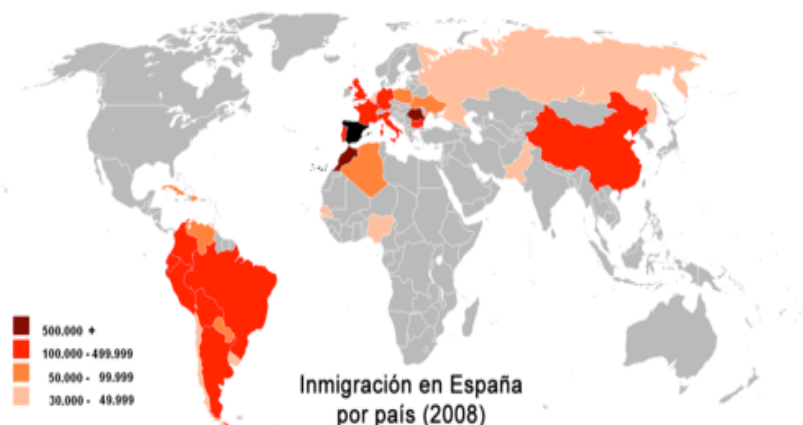 500.000 +
100.000 - 499.999
50.000 - 99.999
30.000 - 49.999
Inmigración en España
por país (2008)